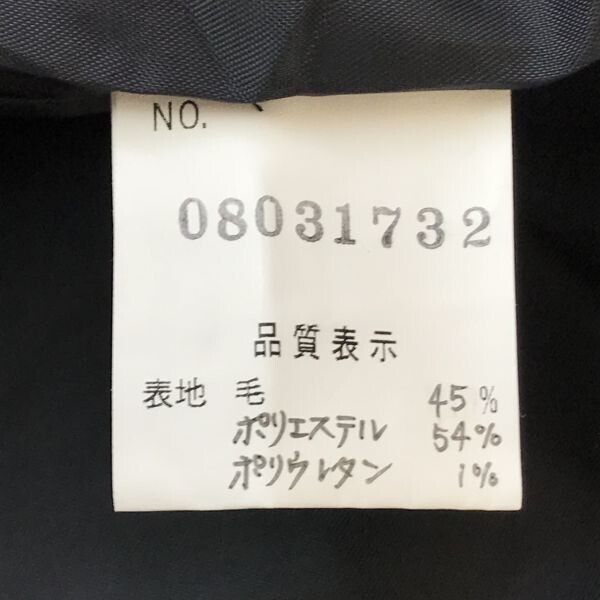 NO.
08031732
品質表示
表地 毛 45%
ポリエステル 54%
ポリウレタン 1%